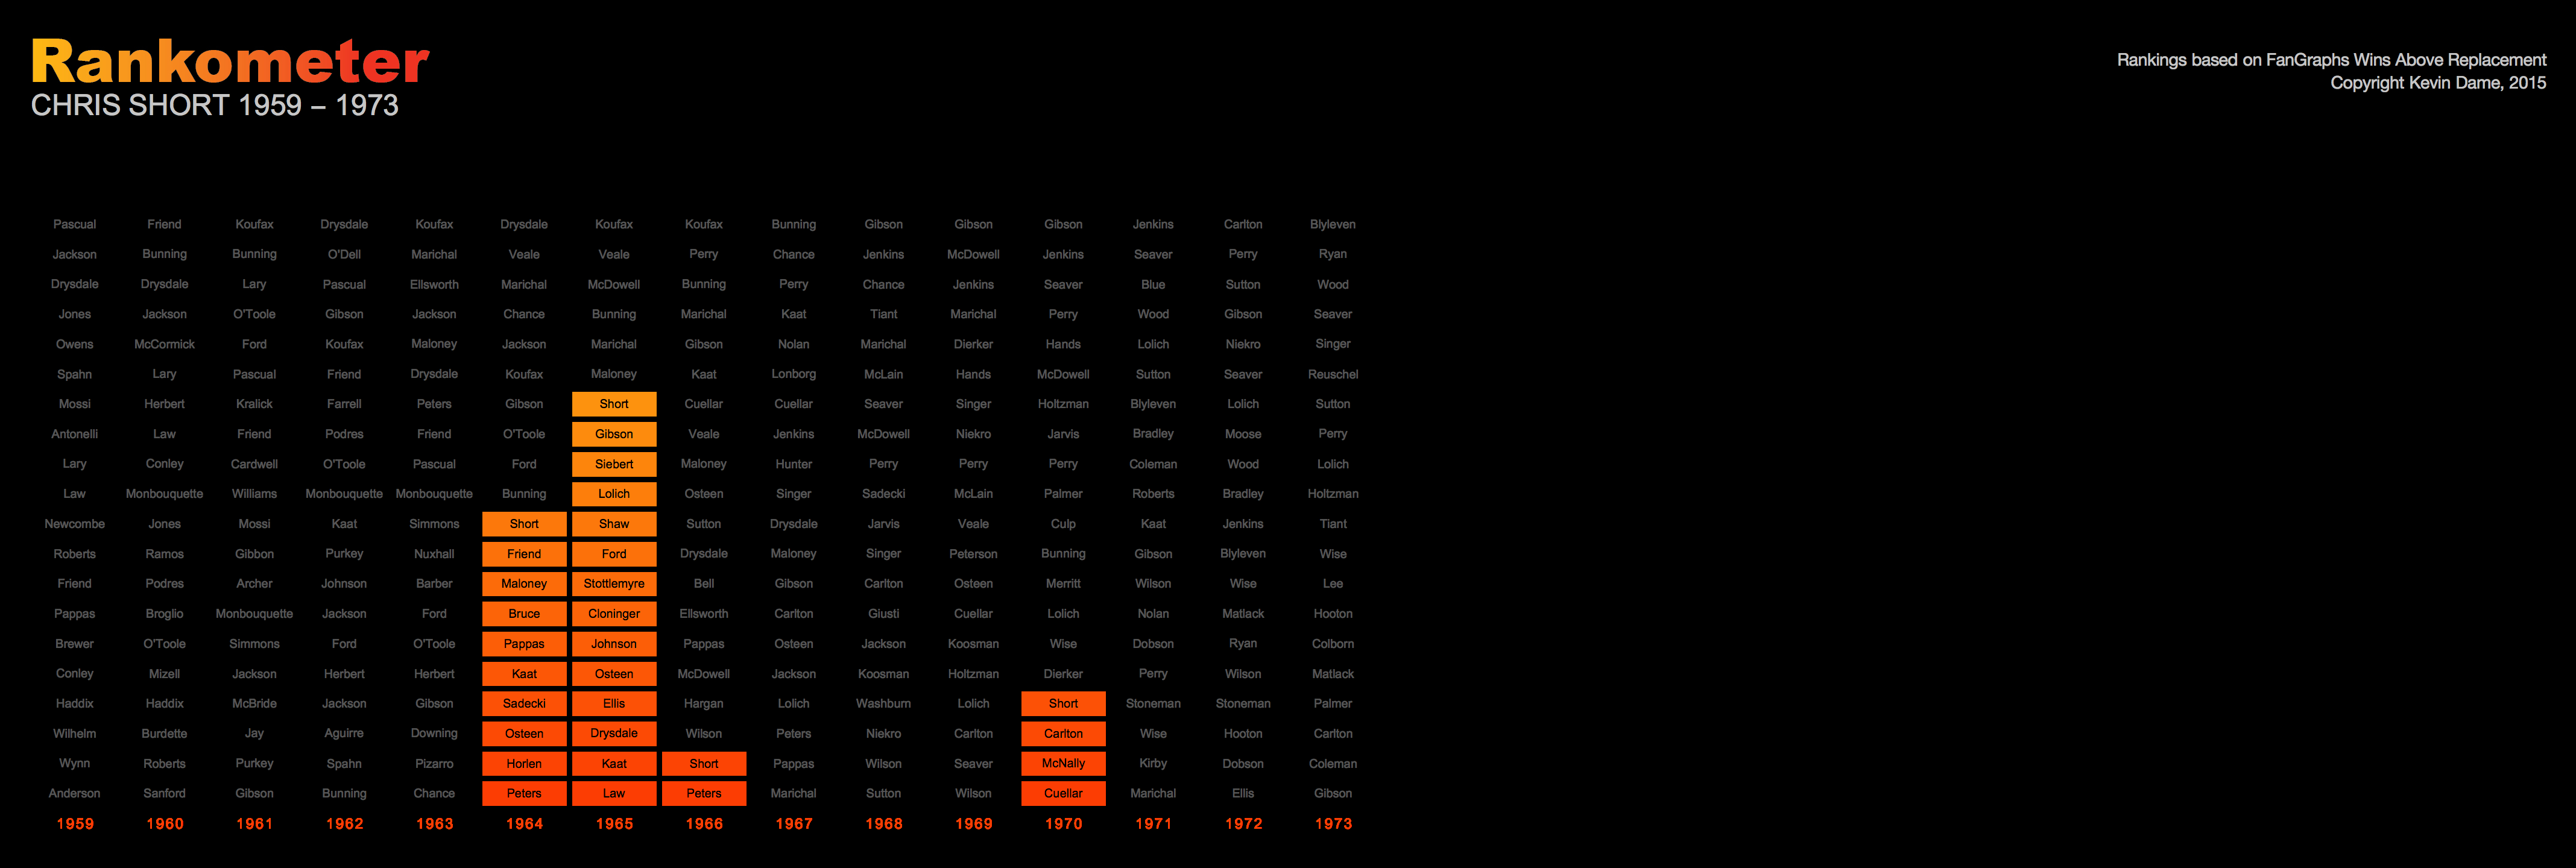 Rankometer
CHRIS SHORT 1959 – 1973
Rankings based on FanGraphs Wins Above Replacement
Copyright Kevin Dame, 2015
Pascual Friend Koufax Drysdale Koufax Drysdale Koufax Koufax Bunning Gibson Gibson Gibson Jenkins Carlton Blyleven
Jackson Bunning Bunning O'Dell Marichal Veale Veale Perry Chance Jenkins McDowell Jenkins Seaver Perry Ryan
Drysdale Drysdale Lary Pascual Ellsworth Marichal McDowell Bunning Perry Chance Jenkins Seaver Blue Sutton Wood
Jones Jackson O'Toole Gibson Jackson Chance Bunning Marichal Kaat Tiant Marichal Perry Wood Gibson Seaver
Owens McCormick Ford Koufax Maloney Jackson Marichal Gibson Nolan Marichal Dierker Hands Lolich Niekro Singer
Spahn Lary Pascual Friend Drysdale Koufax Maloney Kaat Lonborg McLain Hands McDowell Sutton Seaver Reuschel
Mossi Herbert Kralick Farrell Peters Gibson Short Cuellar Cuellar Seaver Singer Holtzman Blyleven Lolich Sutton
Antonelli Law Friend Podres Friend O'Toole Gibson Veale Jenkins McDowell Niekro Jarvis Bradley Moose Perry
Lary Conley Cardwell O'Toole Pascual Ford Siebert Maloney Hunter Perry Perry Perry Coleman Wood Lolich
Law Monbouquette Williams Monbouquette Monbouquette Bunning Lolich Osteen Singer Sadecki McLain Palmer Roberts Bradley Holtzman
Newcombe Jones Mossi Kaat Simmons Short Shaw Sutton Drysdale Jarvis Veale Culp Kaat Jenkins Tiant
Roberts Ramos Gibbon Purkey Nuxhall Friend Ford Drysdale Maloney Singer Peterson Bunning Gibson Blyleven Wise
Friend Podres Archer Johnson Barber Maloney Stottlemyre Bell Gibson Carlton Osteen Merritt Wilson Wise Lee
Pappas Broglio Monbouquette Jackson Ford Bruce Cloninger Ellsworth Carlton Giusti Cuellar Lolich Nolan Matlack Hooton
Brewer O'Toole Simmons Ford O'Toole Pappas Johnson Pappas Osteen Jackson Koosman Wise Dobson Ryan Colborn
Conley Mizell Jackson Herbert Herbert Kaat Osteen McDowell Jackson Koosman Holtzman Dierker Perry Wilson Matlack
Haddix Haddix McBride Jackson Gibson Sadecki Ellis Hargan Lolich Washburn Lolich Short Stoneman Stoneman Palmer
Wilhelm Burdette Jay Aguirre Downing Osteen Drysdale Wilson Peters Niekro Carlton Carlton Wise Hooton Carlton
Wynn Roberts Purkey Spahn Pizarro Horlen Kaat Short Pappas Wilson Seaver McNally Kirby Dobson Coleman
Anderson Sanford Gibson Bunning Chance Peters Law Peters Marichal Sutton Wilson Cuellar Marichal Ellis Gibson
1959 1960 1961 1962 1963 1964 1965 1966 1967 1968 1969 1970 1971 1972 1973